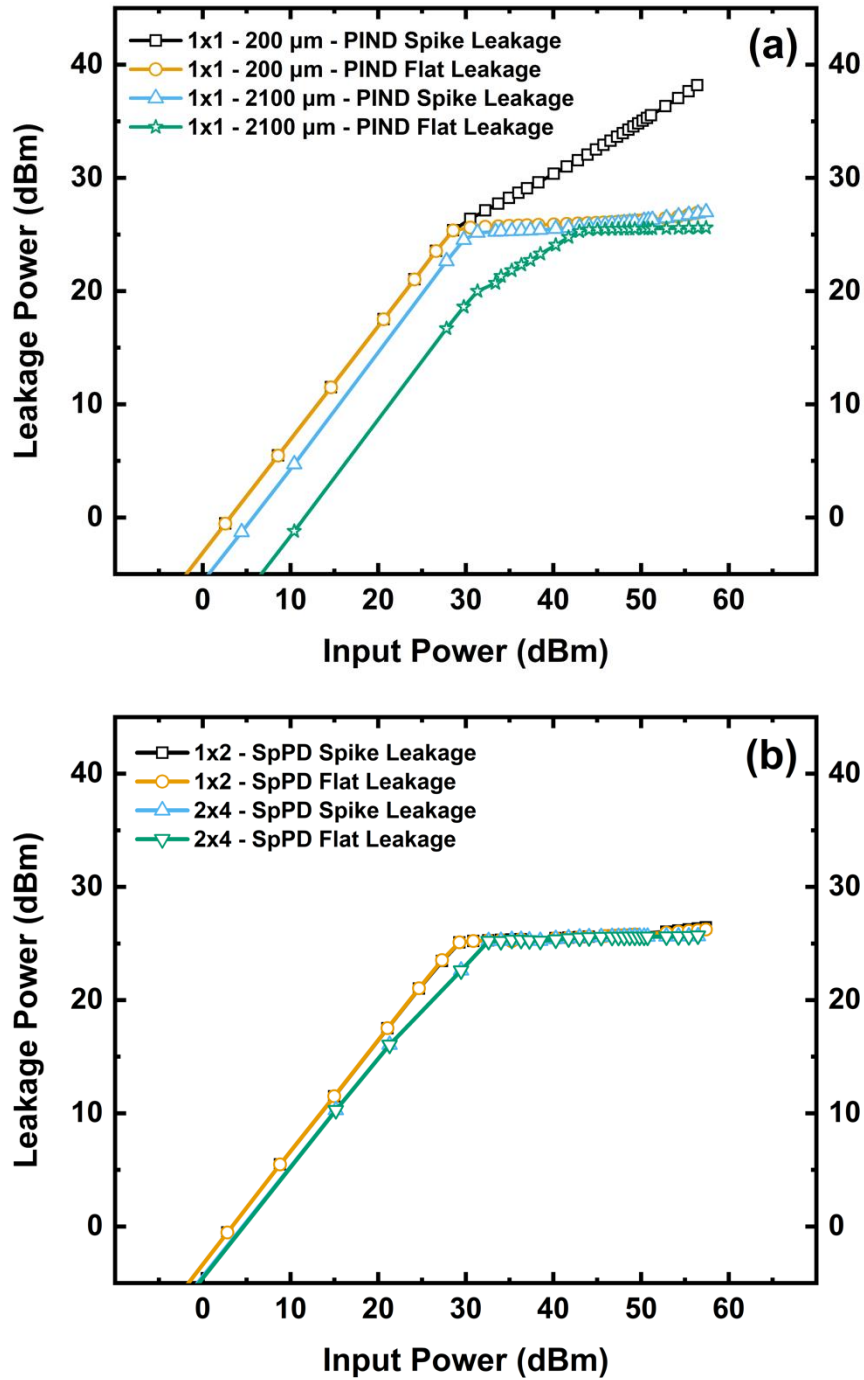 (a)
1x1 - 200 µm - PIND Spike Leakage
1x1 - 200 µm - PIND Flat Leakage
1x1 - 2100 µm - PIND Spike Leakage
1x1 - 2100 µm - PIND Flat Leakage
Leakage Power (dBm)
40 40
30 30
20 20
10 10
0 0
0 10 20 30 40 50 60
Input Power (dBm)
(b)
1x2 - SpPD Spike Leakage
1x2 - SpPD Flat Leakage
2x4 - SpPD Spike Leakage
2x4 - SpPD Flat Leakage
Leakage Power (dBm)
40 40
30 30
20 20
10 10
0 0
0 10 20 30 40 50 60
Input Power (dBm)